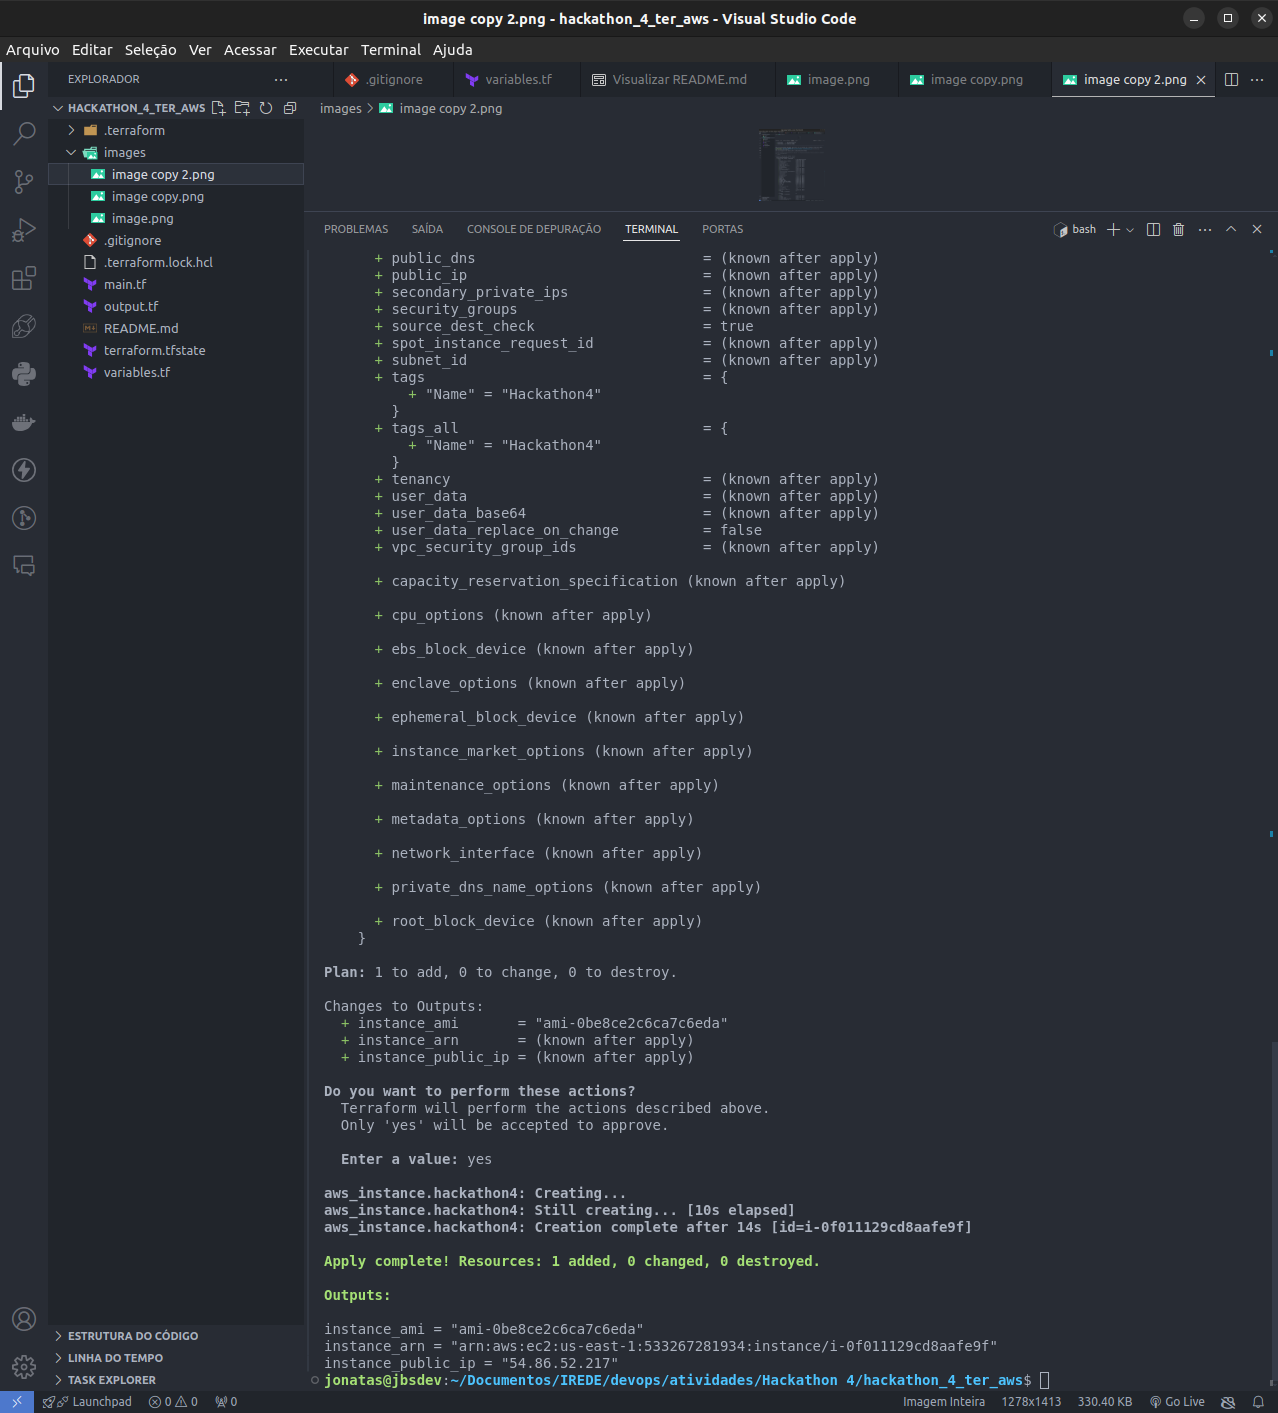 image copy 2.png - hackathon_4_ter_aws - Visual Studio Code
Arquivo Editar Seleção Ver Acessar Executar Terminal Ajuda
EXPLORADOR
.gitignore
variables.tf
Visualizar README.md
image.png
image copy.png
image copy 2.png
HACKATHON_4_TER_AWS
images > image copy 2.png
.terraform
images
image copy 2.png
image copy.png
image.png
.gitignore
.terraform.lock.hcl
main.tf
output.tf
README.md
terraform.tfstate
variables.tf
PROBLEMAS SAÍDA CONSOLE DE DEPURAÇÃO TERMINAL PORTAS
bash
+ public_dns = (known after apply)
+ public_ip = (known after apply)
+ secondary_private_ips = (known after apply)
+ security_groups = (known after apply)
+ source_dest_check = true
+ spot_instance_request_id = (known after apply)
+ subnet_id = (known after apply)
+ tags = {
+ "Name" = "Hackathon4"
}
+ tags_all = {
+ "Name" = "Hackathon4"
}
+ tenancy = (known after apply)
+ user_data = (known after apply)
+ user_data_base64 = (known after apply)
+ user_data_replace_on_change = false
+ vpc_security_group_ids = (known after apply)
+ capacity_reservation_specification (known after apply)
+ cpu_options (known after apply)
+ ebs_block_device (known after apply)
+ enclave_options (known after apply)
+ ephemeral_block_device (known after apply)
+ instance_market_options (known after apply)
+ maintenance_options (known after apply)
+ metadata_options (known after apply)
+ network_interface (known after apply)
+ private_dns_name_options (known after apply)
+ root_block_device (known after apply)
}
Plan: 1 to add, 0 to change, 0 to destroy.
Changes to Outputs:
+ instance_ami = "ami-0be8ce2c6ca7c6eda"
+ instance_arn = (known after apply)
+ instance_public_ip = (known after apply)
Do you want to perform these actions?
Terraform will perform the actions described above.
Only 'yes' will be accepted to approve.
Enter a value: yes
aws_instance.hackathon4: Creating...
aws_instance.hackathon4: Still creating... [10s elapsed]
aws_instance.hackathon4: Creation complete after 14s [id=i-0f011129cd8aafe9f]
Apply complete! Resources: 1 added, 0 changed, 0 destroyed.
Outputs:
instance_ami = "ami-0be8ce2c6ca7c6eda"
instance_arn = "arn:aws:ec2:us-east-1:533267281934:instance/i-0f011129cd8aafe9f"
instance_public_ip = "54.86.52.217"
jonatas@jbsdev:~/Documentos/IREDE/devops/atividades/Hackathon 4/hackathon_4_ter_aws$
ESTRUTURA DO CÓDIGO
LINHA DO TEMPO
TASK EXPLORER
Launchpad 0 0 0 Imagem Inteira 1278x1413 330.40 KB Go Live